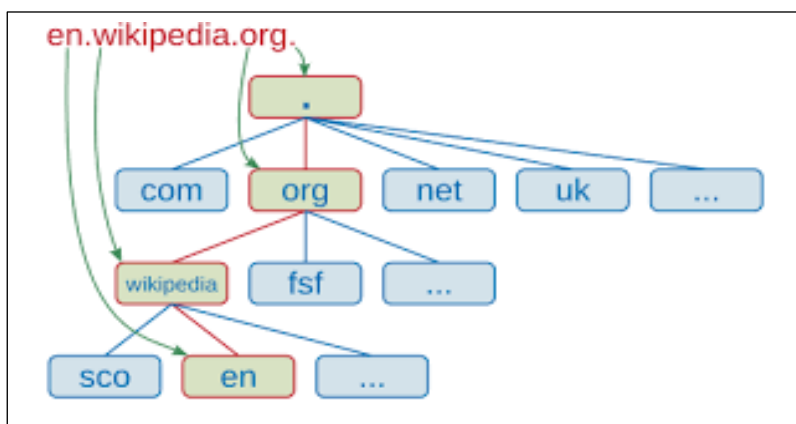 en.wikipedia.org.
.
com org net uk ...
wikipedia fsf ...
sco en ...